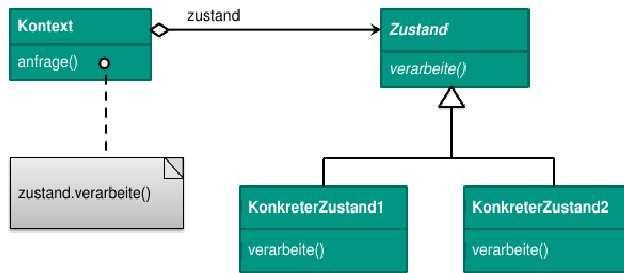 Kontext
anfrage()
zustand
Zustand
verarbeite()
zustand.verarbeite()
KonkreterZustand1
verarbeite()
KonkreterZustand2
verarbeite()